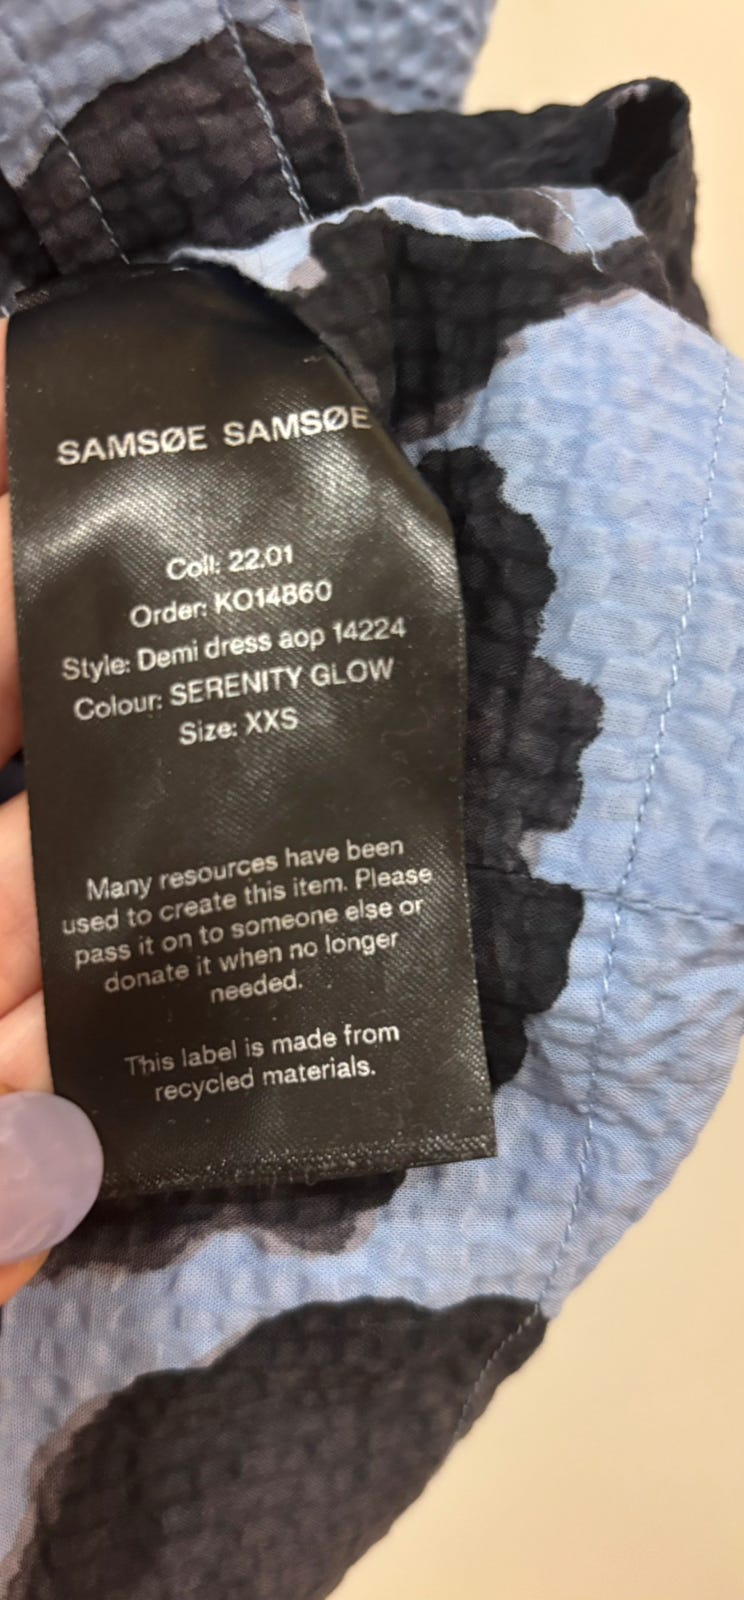 SAMSØE SAMSØE
Coll: 22.01
Order: KO14860
Style: Demi dress aop 14224
Colour: SERENITY GLOW
Size: XXS
Many resources have been
used to create this item. Please
pass it on to someone else or
donate it when no longer
needed.
This label is made from
recycled materials.